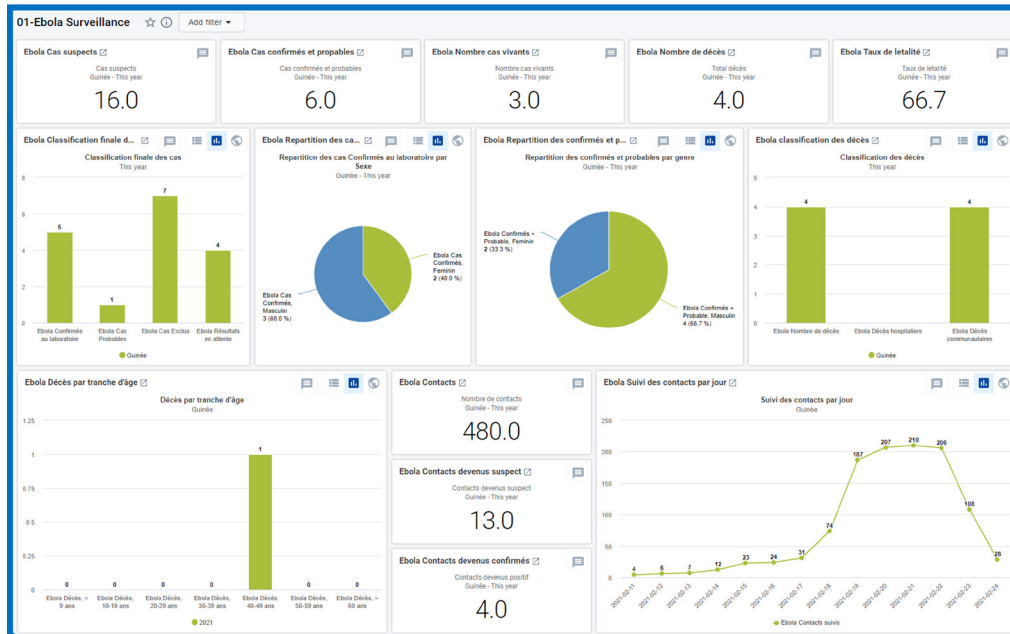 01-Ebola Surveillance
Add filter
Ebola Cas suspects
Cas suspects
Guinée - This year
16.0
Ebola Cas confirmés et propables
Cas confirmés et probables
Guinée - This year
6.0
Ebola Nombre cas vivants
Nombre cas vivants
Guinée - This year
3.0
Ebola Nombre de décès
Total décès
Guinée - This year
4.0
Ebola Taux de letalité
Taux de letalité
Guinée - This year
66.7
Ebola Classification finale d...
Classification finale des cas
This year
8
6
4
2
0
5
1
7
4
Ebola Confirmés
au laboratoire
Ebola Cas
Probables
Ebola Cas Exclus
Ebola Résultats
en attente
Guinée
Ebola Repartition des ca...
Repartition des cas Confirmés au laboratoire par
Sexe
Guinée - This year
Ebola Cas
Confirmés,
Feminin
2 (40.0 %)
Ebola Cas
Confirmés,
Masculin
3 (60.0 %)
Ebola Repartition des confirmés et p...
Repartition des confirmés et probables par genre
Guinée - This year
Ebola Confirmés +
Probable, Feminin
2 (33.3 %)
Ebola Confirmés +
Probable, Masculin
4 (66.7 %)
Ebola classification des décès
Classification des décès
This year
5
4
3
2
1
0
4
4
Ebola Nombre de décès
Ebola Décès hospitaliers
Ebola Décès
communautaires
Guinée
Ebola Décès par tranche d'âge
Décès par tranche d'âge
Guinée
1.25
1
0.75
0.5
0.25
0
0
0
0
0
1
0
0
Ebola Décès, <
9 ans
Ebola Décès,
10-19 ans
Ebola Décès,
20-29 ans
Ebola Décès,
30-39 ans
Ebola Décès,
40-49 ans
Ebola Décès,
50-59 ans
Ebola Décès, >
60 ans
2021
Ebola Contacts
Nombre de contacts
Guinée - This year
480.0
Ebola Contacts devenus suspect
Contacts devenus suspect
Guinée - This year
13.0
Ebola Contacts devenus confirmés
Contacts devenus positif
Guinée - This year
4.0
Ebola Suivi des contacts par jour
Suivi des contacts par jour
Guinée
250
200
150
100
50
0
4
6
7
12
23
24
31
74
187
207
210
206
108
28
2021-02-11
2021-02-12
2021-02-13
2021-02-14
2021-02-15
2021-02-16
2021-02-17
2021-02-18
2021-02-19
2021-02-20
2021-02-21
2021-02-22
2021-02-23
2021-02-24
Ebola Contacts suivis